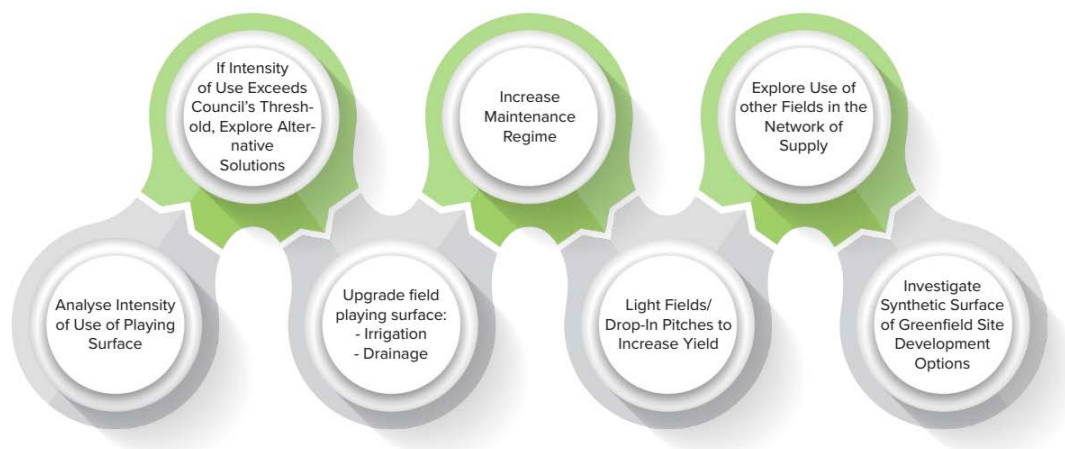 Analyse Intensity
of Use of Playing
Surface
If Intensity
of Use Exceeds
Council's Thresh-
old, Explore Alter-
native
Solutions
Upgrade field
playing surface:
- Irrigation
- Drainage
Increase
Maintenance
Regime
Light Fields/
Drop-In Pitches to
Increase Yield
Explore Use of
other Fields in the
Network of
Supply
Investigate
Synthetic Surface
of Greenfield Site
Development
Options